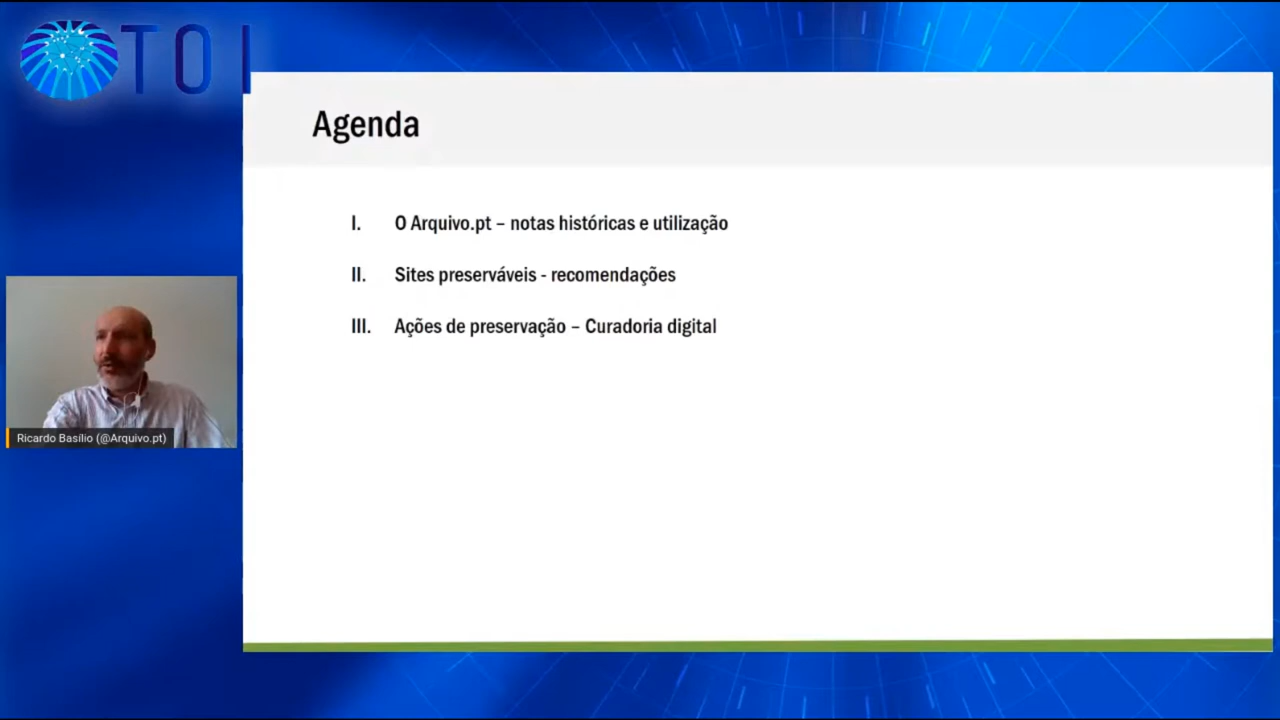 TOI
Agenda
I. O Arquivo.pt – notas históricas e utilização
II. Sites preserváveis - recomendações
III. Ações de preservação – Curadoria digital
Ricardo Basílio (@Arquivo.pt)